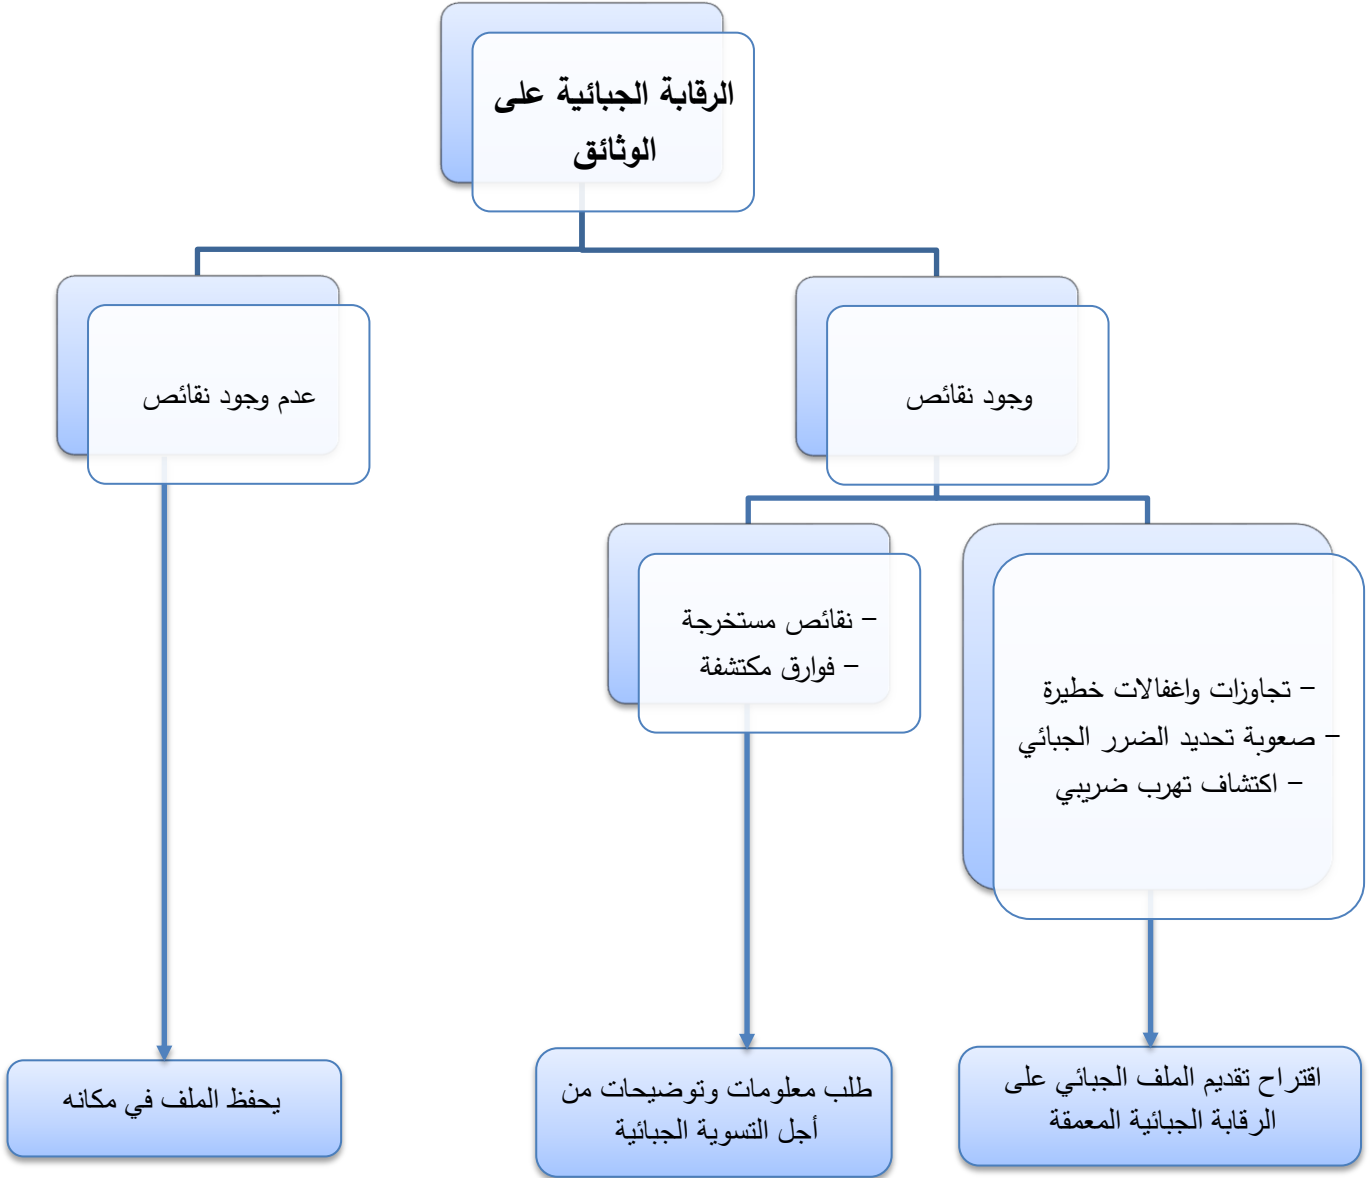 الرقابة الجبائية على
الوثائق
وجود نقائص
عدم وجود نقائص
- تجاوزات واغفالات خطيرة
- صعوبة تحديد الضرر الجبائي
- اكتشاف تهرب ضريبي
- نقائص مستخرجة
- فوارق مكتشفة
اقتراح تقديم الملف الجبائي على
الرقابة الجبائية المعمقة
طلب معلومات وتوضيحات من
أجل التسوية الجبائية
يحفظ الملف في مكانه